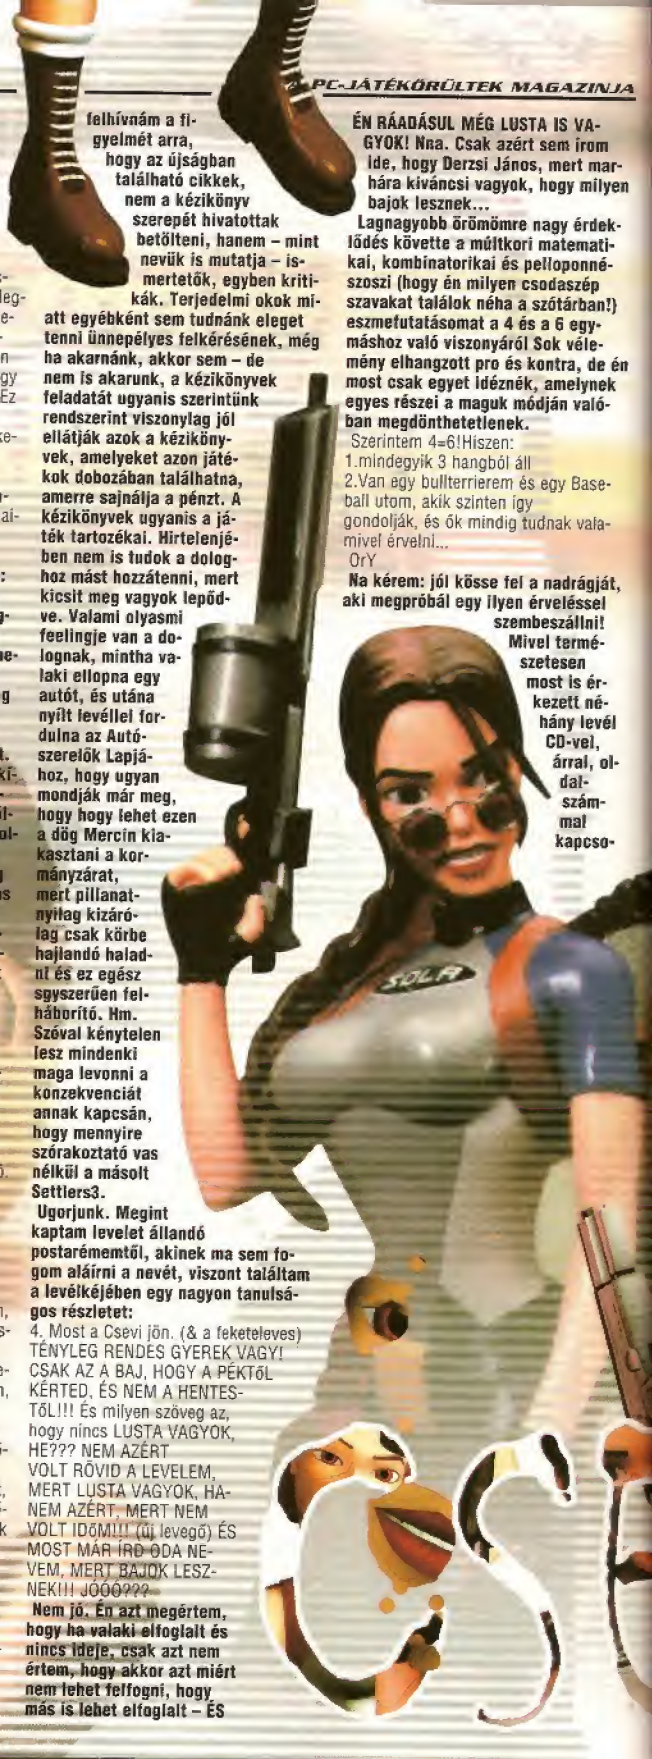 PC-JÁTÉKŐRÜLTEK MAGAZINJA
felhívnám a fi-
gyelmét arra,
hogy az újságban
található cikkek,
nem a kézikönyv
szerepét hivatottak
betölteni, hanem – mint
nevük is mutatja – is-
mertetők, egyben kriti-
kák. Terjedelmi okok mi-
att egyébként sem tudnánk eleget
tenni ünnepélyes felkérésének, még
ha akarnánk, akkor sem – de
nem is akarunk, a kézikönyvek
feladatát ugyanis szerintünk
rendszerint viszonylag jól
ellátják azok a kéziköny-
vek, amelyeket azon játé-
kok dobozában találhatna,
amerre sajnálja a pénzt. A
kézikönyvek ugyanis a já-
ték tartozékai. Hirtelenjé-
ben nem is tudok a dolog-
hoz mást hozzátenni, mert
kicsit meg vagyok lepőd-
ve. Valami olyasmi
feelingje van a do-
lognak, mintha va-
laki ellopna egy
autót, és utána
nyílt levéllel for-
dulna az Autó-
szerelők Lapjá-
hoz, hogy ugyan
mondják már meg,
hogy hogy lehet ezen
a dög Mercin kia-
kasztani a kor-
mányzárat,
mert pillanat-
nyilag kizáró-
lag csak körbe
hajlandó halad-
ni és ez egész
sgyszerűen fel-
háborító. Hm.
Szóval kénytelen
lesz mindenki
maga levonni a
konzekvenciát
annak kapcsán,
hogy mennyire
szórakoztató vas
nélkül a másolt
Settlers3.
Ugorjunk. Megint
kaptam levelet állandó
postarémemtől, akinek ma sem fo-
gom aláírni a nevét, viszont találtam
a levélkéjében egy nagyon tanulsá-
gos részletet:
4. Most a Csevi jön. (& a feketeleves)
TÉNYLEG RENDES GYEREK VAGY!
CSAK AZ A BAJ, HOGY A PÉKTőL
KÉRTED, ÉS NEM A HENTES-
TőL!!! És milyen szöveg az,
hogy nincs LUSTA VAGYOK,
HE??? NEM AZÉRT
VOLT RÖVID A LEVELEM,
MERT LUSTA VAGYOK, HA-
NEM AZÉRT, MERT NEM
VOLT IDőM!!! (új levegő) ÉS
MOST MÁR ÍRD ODA NE-
VEM, MERT BAJOK LESZ-
NEK!!! JÓÓÓ???
Nem jó. Én azt megértem,
hogy ha valaki elfoglalt és
nincs ideje, csak azt nem
értem, hogy akkor azt miért
nem lehet felfogni, hogy
más is lehet elfoglalt – ÉS
ÉN RÁADÁSUL MÉG LUSTA IS VA-
GYOK! Nna. Csak azért sem írom
ide, hogy Derzsi János, mert mar-
hára kíváncsi vagyok, hogy milyen
bajok lesznek...
Lagnagyobb örömömre nagy érdek-
lődés követte a múltkori matemati-
kai, kombinatorikai és pelloponné-
szoszi (hogy én milyen csodaszép
szavakat találok néha a szótárban!)
eszmefutatásomat a 4 és a 6 egy-
máshoz való viszonyáról Sok véle-
mény elhangzott pro és kontra, de én
most csak egyet idéznék, amelynek
egyes részei a maguk módján való-
ban megdönthetetlenek.
Szerintem 4=6!Hiszen:
1.mindegyik 3 hangból áll
2.Van egy bullterrierem és egy Base-
ball utom, akik szinten így
gondolják, és ők mindig tudnak vala-
mivel érvelni...
OrY
Na kérem: jól kösse fel a nadrágját,
aki megpróbál egy ilyen érveléssel
szembeszállni!
Mivel termé-
szetesen
most is ér-
kezett né-
hány levél
CD-vel,
árral, ol-
dal-
szám-
mal
kapcso-
SOLA
CS